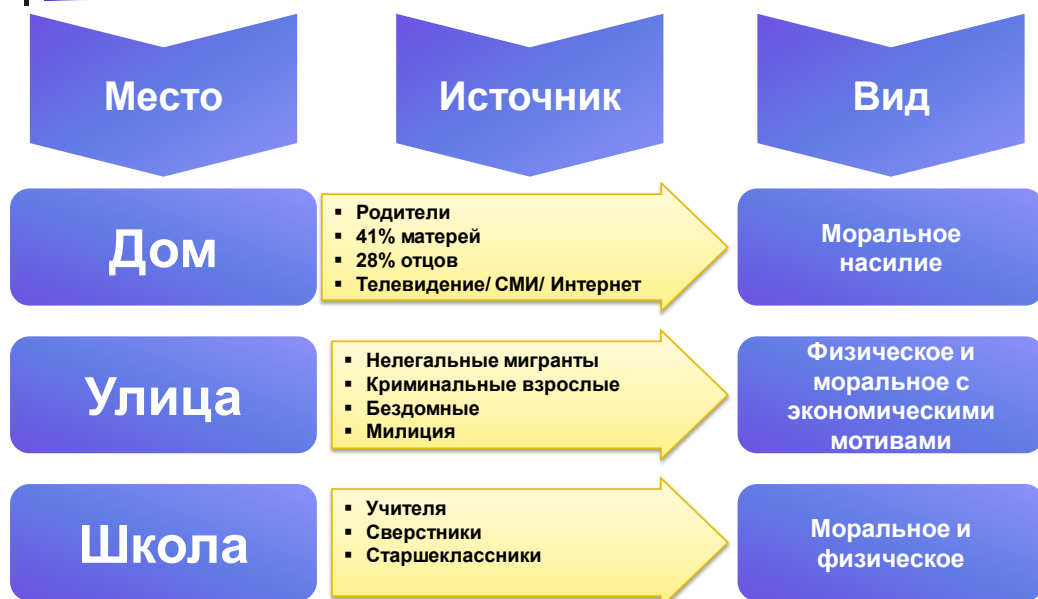 Место
Источник
Вид
Дом
▪ Родители
▪ 41% матерей
▪ 28% отцов
▪ Телевидение/ СМИ/ Интернет
Моральное
насилие
Улица
▪ Нелегальные мигранты
▪ Криминальные взрослые
▪ Бездомные
▪ Милиция
Физическое и
моральное с
экономическими
мотивами
Школа
▪ Учителя
▪ Сверстники
▪ Старшеклассники
Моральное и
физическое